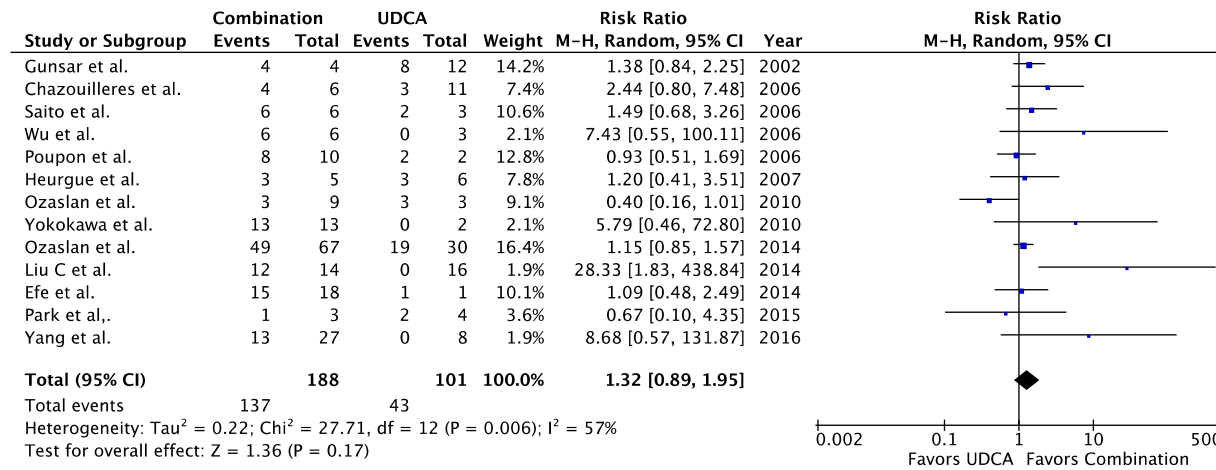 Combination UDCA Risk Ratio Risk Ratio
Study or Subgroup Events Total Events Total Weight M-H, Random, 95% CI Year M-H, Random, 95% CI
Gunsar et al. 4 4 8 12 14.2% 1.38 [0.84, 2.25] 2002
Chazouilleres et al. 4 6 3 11 7.4% 2.44 [0.80, 7.48] 2006
Saito et al. 6 6 2 3 10.6% 1.49 [0.68, 3.26] 2006
Wu et al. 6 6 0 3 2.1% 7.43 [0.55, 100.11] 2006
Poupon et al. 8 10 2 2 12.8% 0.93 [0.51, 1.69] 2006
Heurgue et al. 3 5 3 6 7.8% 1.20 [0.41, 3.51] 2007
Ozaslan et al. 3 9 3 3 9.1% 0.40 [0.16, 1.01] 2010
Yokokawa et al. 13 13 0 2 2.1% 5.79 [0.46, 72.80] 2010
Ozaslan et al. 49 67 19 30 16.4% 1.15 [0.85, 1.57] 2014
Liu C et al. 12 14 0 16 1.9% 28.33 [1.83, 438.84] 2014
Efe et al. 15 18 1 1 10.1% 1.09 [0.48, 2.49] 2014
Park et al,. 1 3 2 4 3.6% 0.67 [0.10, 4.35] 2015
Yang et al. 13 27 0 8 1.9% 8.68 [0.57, 131.87] 2016
Total (95% CI) 188 101 100.0% 1.32 [0.89, 1.95]
Total events 137 43
Heterogeneity: Tau² = 0.22; Chi² = 27.71, df = 12 (P = 0.006); I² = 57%
Test for overall effect: Z = 1.36 (P = 0.17)
0.002 0.1 1 10 500
Favors UDCA Favors Combination